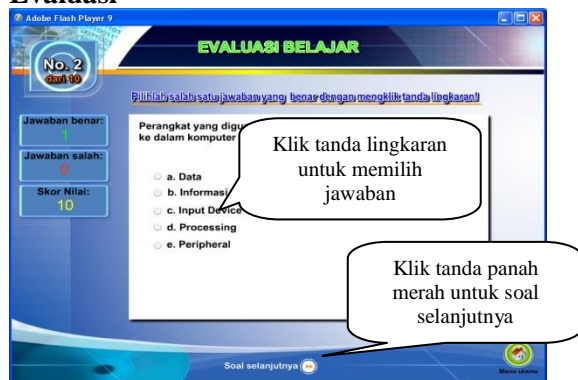 Evaluasi
Adobe Flash Player 9
No. 2
dari 10
EVALUASI BELAJAR
Pilihlah salah satu jawaban yang benar dengan mengklik tanda lingkaran!
Jawaban benar:
1
Jawaban salah:
0
Skor Nilai:
10
Perangkat yang
ke dalam komputer
a. Data
b. Informasi
c. Input Device
d. Processing
e. Peripheral
Klik tanda lingkaran
untuk memilih
jawaban
Klik tanda panah
merah untuk soal
selanjutnya
Soal selanjutnya
Menu utama